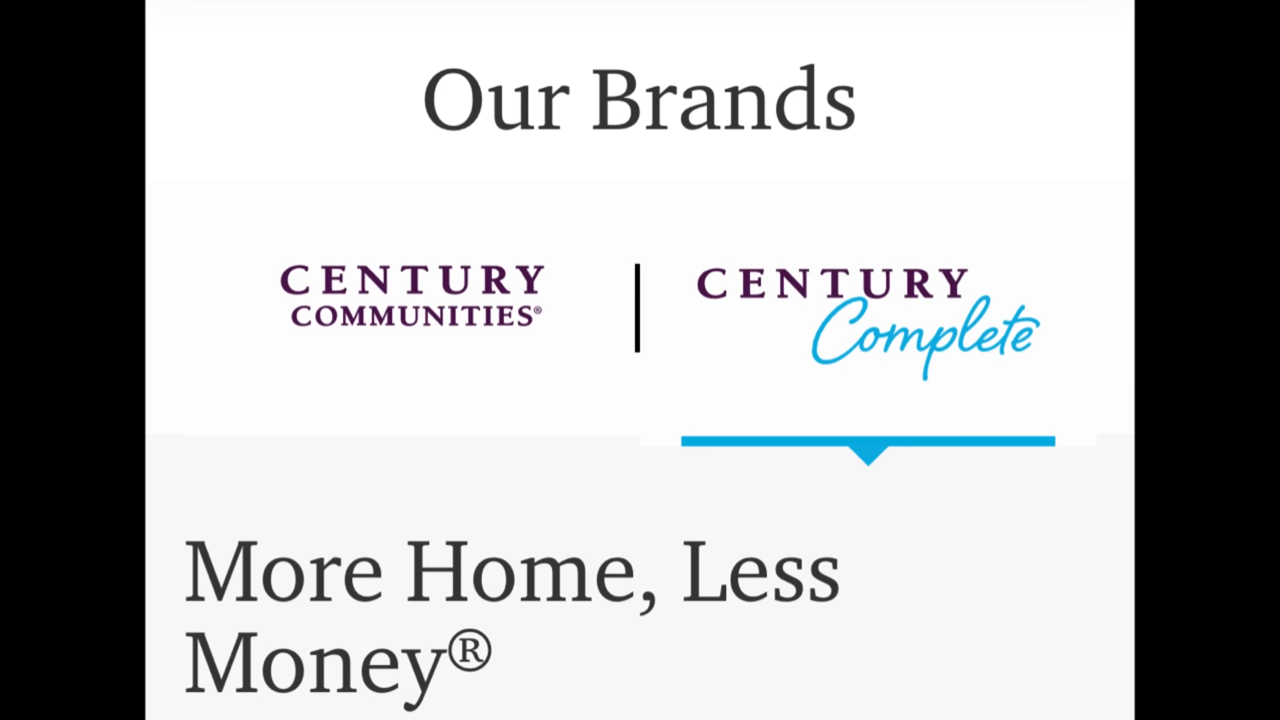 Our Brands
CENTURY
COMMUNITIES®
CENTURY
Complete
More Home, Less
Money®